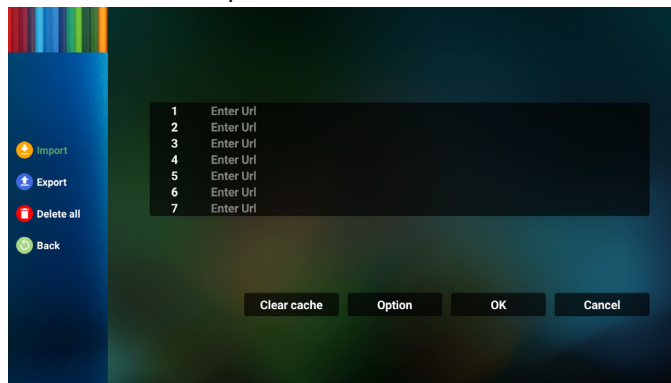 Import
Export
Delete all
Back
1 Enter Url
2 Enter Url
3 Enter Url
4 Enter Url
5 Enter Url
6 Enter Url
7 Enter Url
Clear cache Option OK Cancel